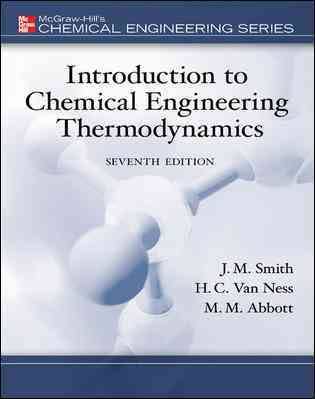 McGraw-Hill's
CHEMICAL ENGINEERING SERIES
Introduction to
Chemical Engineering
Thermodynamics
SEVENTH EDITION
J. M. Smith
H. C. Van Ness
M. M. Abbott